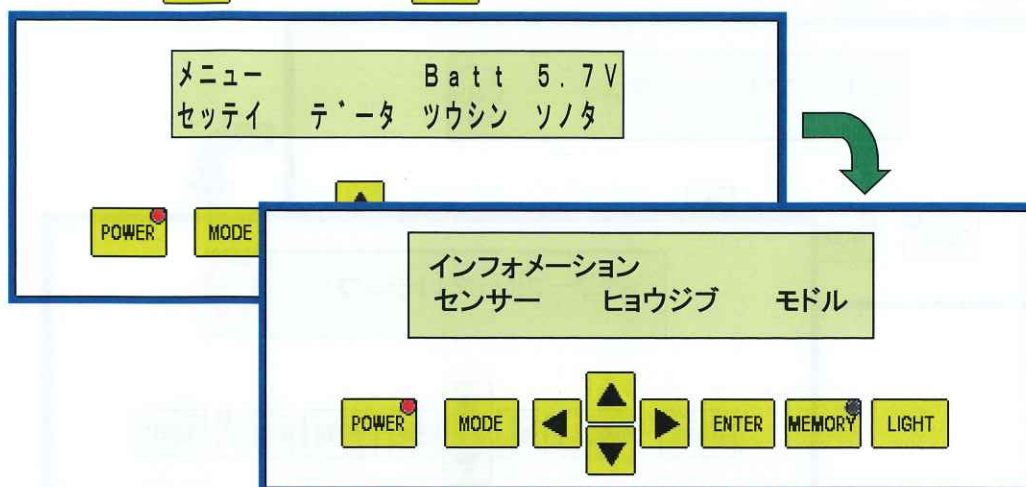 メニュー Batt 5.7V
セッテイ データ ツウシン ソノタ
POWER MODE
インフォメーション
センサー ヒョウジブ モドル
POWER MODE ENTER MEMORY LIGHT